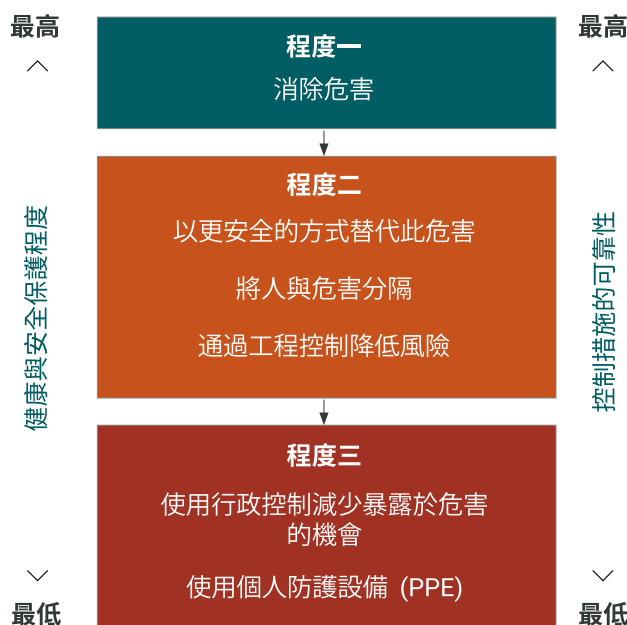 最高
最高
程度一
消除危害
程度二
以更安全的方式替代此危害
將人與危害分隔
通過工程控制降低風險
健康與安全保護程度
控制措施的可靠性
程度三
使用行政控制減少暴露於危害
的機會
使用個人防護設備 (PPE)
最低
最低